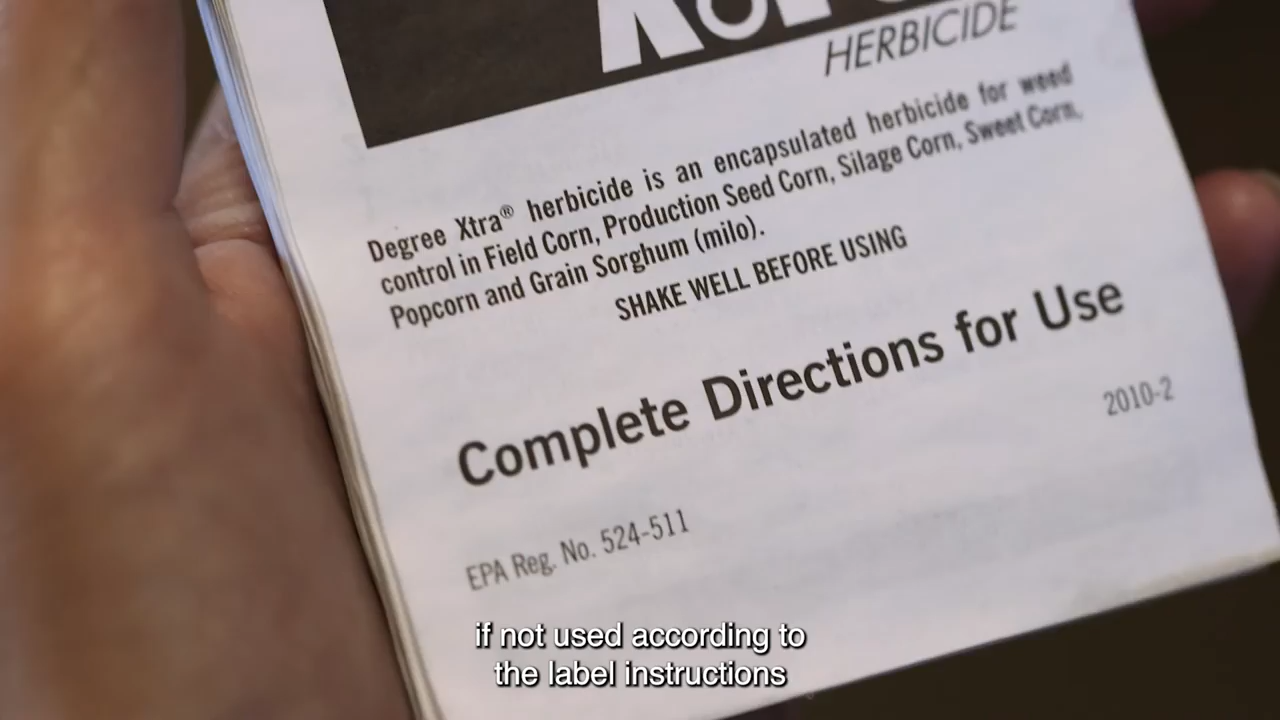 HERBICIDE
Degree Xtra® herbicide is an encapsulated herbicide for weed
control in Field Corn, Production Seed Corn, Silage Corn, Sweet Corn,
Popcorn and Grain Sorghum (milo).
SHAKE WELL BEFORE USING
Complete Directions for Use
2010-2
EPA Reg. No. 524-511
if not used according to
the label instructions